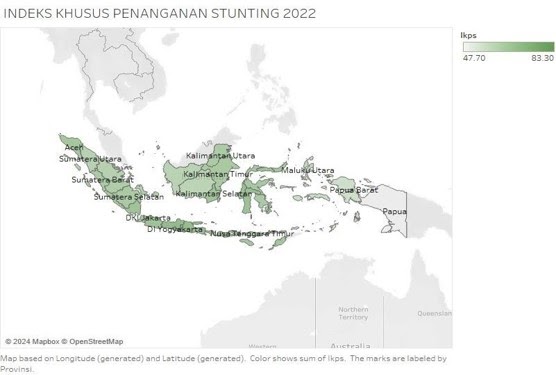 INDEKS KHUSUS PENANGANAN STUNTING 2022
Ikps
47.70 83.30
Aceh
Sumatera Utara
Kalimantan Utara
Maluku Utara
Kalimantan Timur
Sumatera Barat
Papua Barat
Kalimantan Selatan
Sumatera Selatan
Papua
DKI Jakarta
DI Yogyakarta
Nusa Tenggara Timur
Northern
Territory
Queenslan
Western
Australia
© 2024 Mapbox © OpenStreetMap
Map based on Longitude (generated) and Latitude (generated). Color shows sum of Ikps. The marks are labeled by
Provinsi.